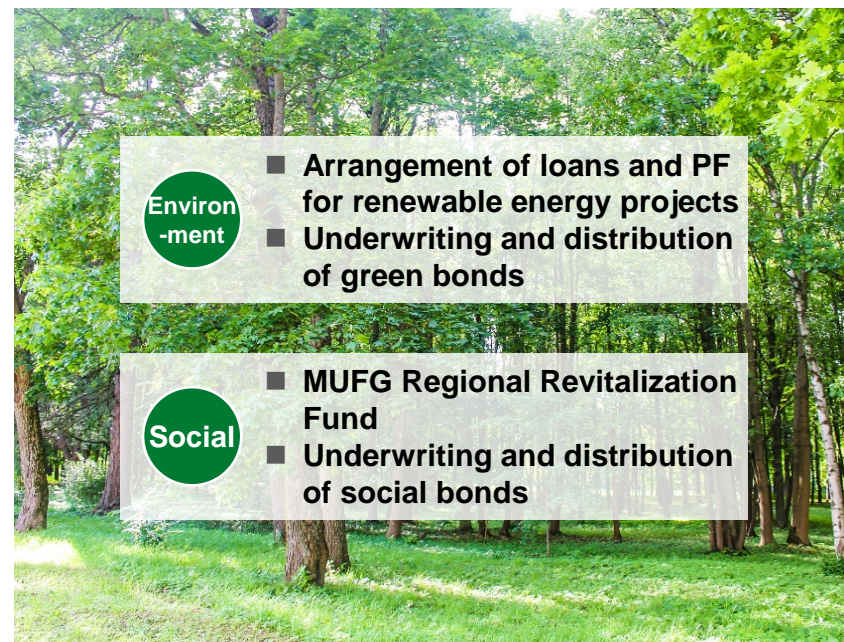 Environ
-ment
■ Arrangement of loans and PF
for renewable energy projects
■ Underwriting and distribution
of green bonds
Social
■ MUFG Regional Revitalization
Fund
■ Underwriting and distribution
of social bonds